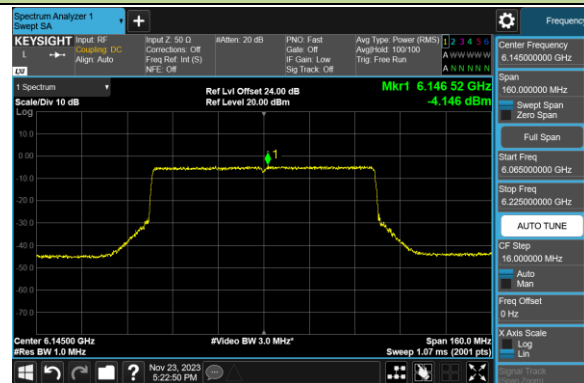 Spectrum Analyzer 1
Swept SA
Frequency
KEYSIGHT
Input: RF
Coupling: DC
Align: Auto
Input Z: 50 Ω
Corrections: Off
Freq Ref: Int (S)
NFE: Off
#Atten: 20 dB
PNO: Fast
Gate: Off
IF Gain: Low
Sig Track: Off
Avg Type: Power (RMS)
Avg|Hold: 100/100
Trig: Free Run
1 2 3 4 5 6
A W W W W W
A N N N N N
L
LXI
1 Spectrum
Scale/Div 10 dB
Log
Ref Lvl Offset 24.00 dB
Ref Level 20.00 dBm
Mkr1 6.146 52 GHz
-4.146 dBm
10.0
0.00
-10.0
-20.0
-30.0
-40.0
-50.0
-60.0
-70.0
1
Center 6.14500 GHz
#Res BW 1.0 MHz
#Video BW 3.0 MHz*
Span 160.0 MHz
Sweep 1.07 ms (2001 pts)
Nov 23, 2023
5:22:50 PM
Center Frequency
6.145000000 GHz
Span
160.000000 MHz
Swept Span
Zero Span
Full Span
Start Freq
6.065000000 GHz
Stop Freq
6.225000000 GHz
AUTO TUNE
CF Step
16.000000 MHz
Auto
Man
Freq Offset
0 Hz
X Axis Scale
Log
Lin
Signal Track